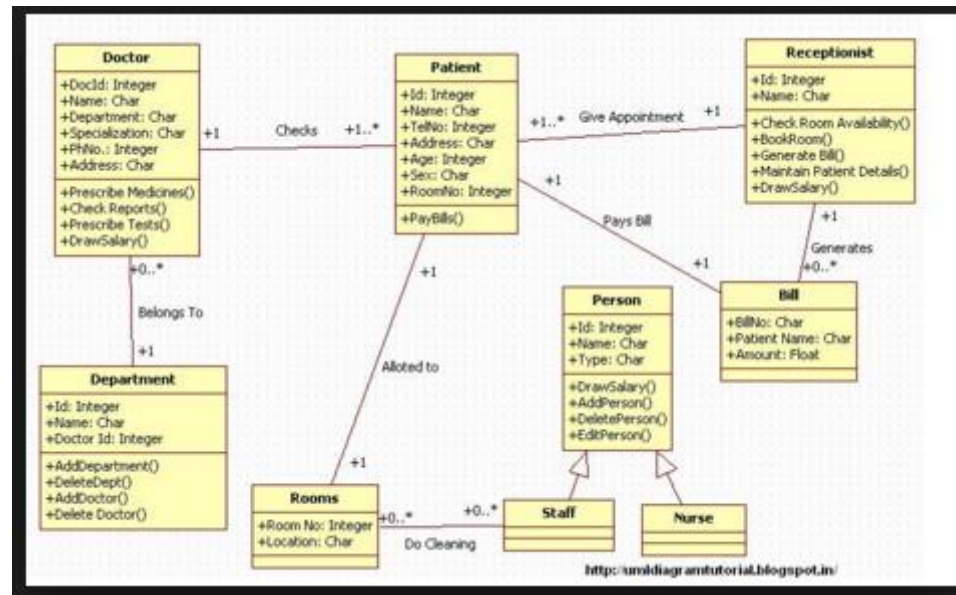 Doctor
+DocId: Integer
+Name: Char
+Department: Char
+Specialization: Char
+PhNo.: Integer
+Address: Char
+Prescribe Medicines()
+Check Reports()
+Prescribe Tests()
+DrawSalary()
+1
Checks
+1..*
Patient
+Id: Integer
+Name: Char
+TelNo: Integer
+Address: Char
+Age: Integer
+Sex: Char
+RoomNo: Integer
+PayBills()
+1..*
Give Appointment
+1
Receptionist
+Id: Integer
+Name: Char
+Check Room Availability()
+BookRoom()
+Generate Bill()
+Maintain Patient Details()
+DrawSalary()
+1
Pays Bill
+1
+1
Generates
+0..*
Bill
+BillNo: Char
+Patient Name: Char
+Amount: Float
+0..*
Belongs To
+1
Department
+Id: Integer
+Name: Char
+Doctor Id: Integer
+AddDepartment()
+DeleteDept()
+AddDoctor()
+Delete Doctor()
+1
Alloted to
+1
Rooms
+Room No: Integer
+Location: Char
+0..*
+0..*
Do Cleaning
Person
+Id: Integer
+Name: Char
+Type: Char
+DrawSalary()
+AddPerson()
+DeletePerson()
+EditPerson()
Staff
Nurse
http://umldiagramtutorial.blogspot.in/